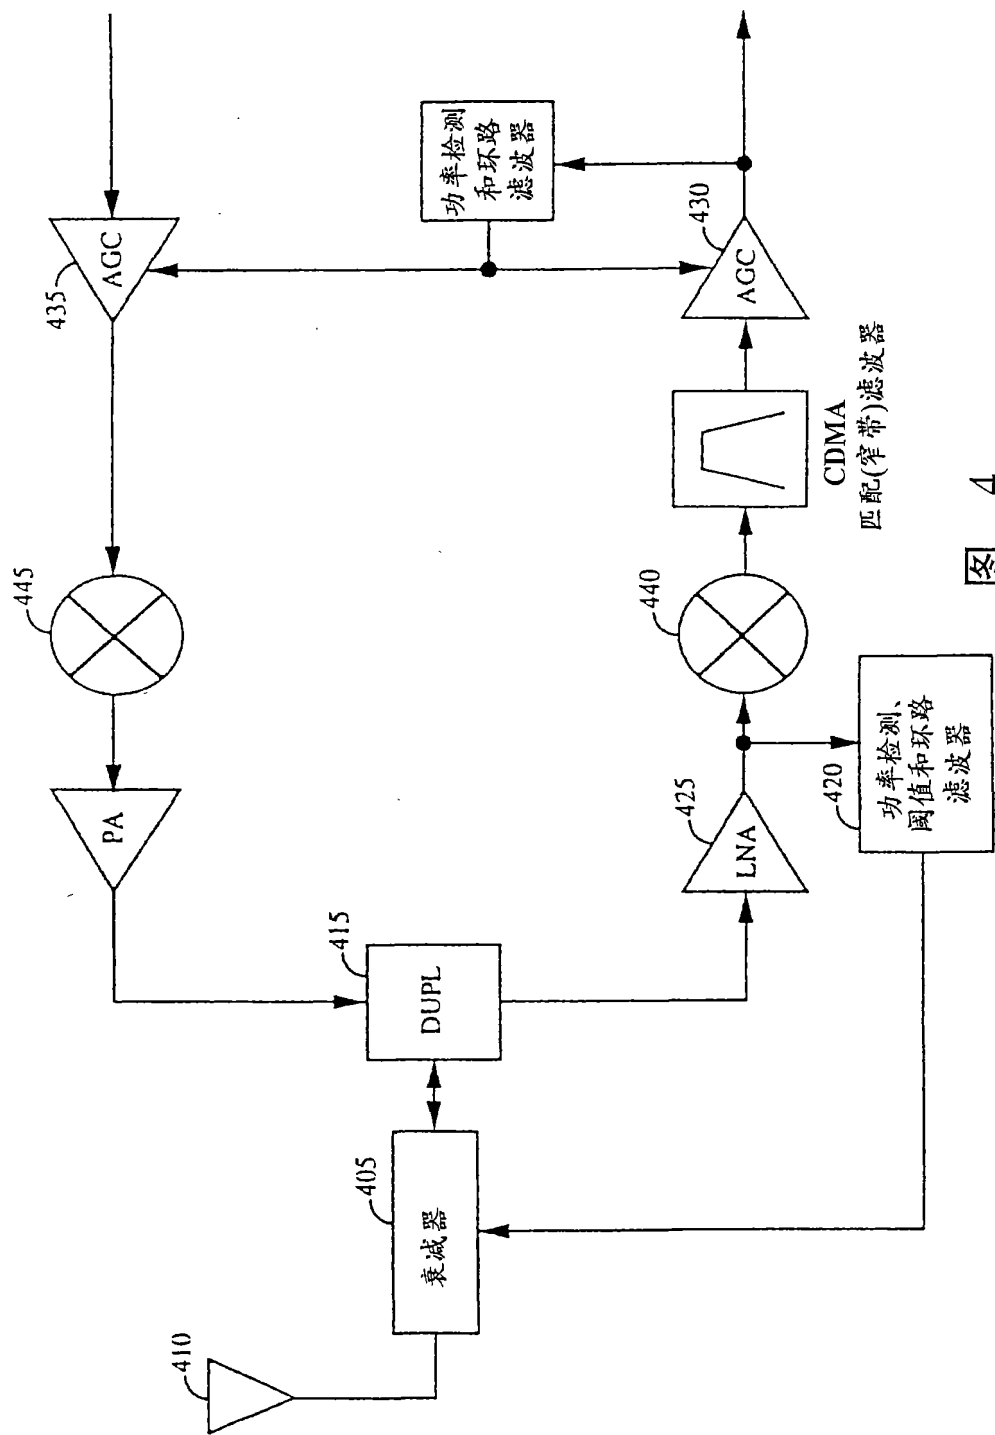 410
衰减器
405
DUPL
415
PA
445
AGC
435
LNA
425
功率检测、
阈值和环路
滤波器
420
440
CDMA
匹配(窄带)滤波器
AGC
430
功率检测
和环路
滤波器
图 4